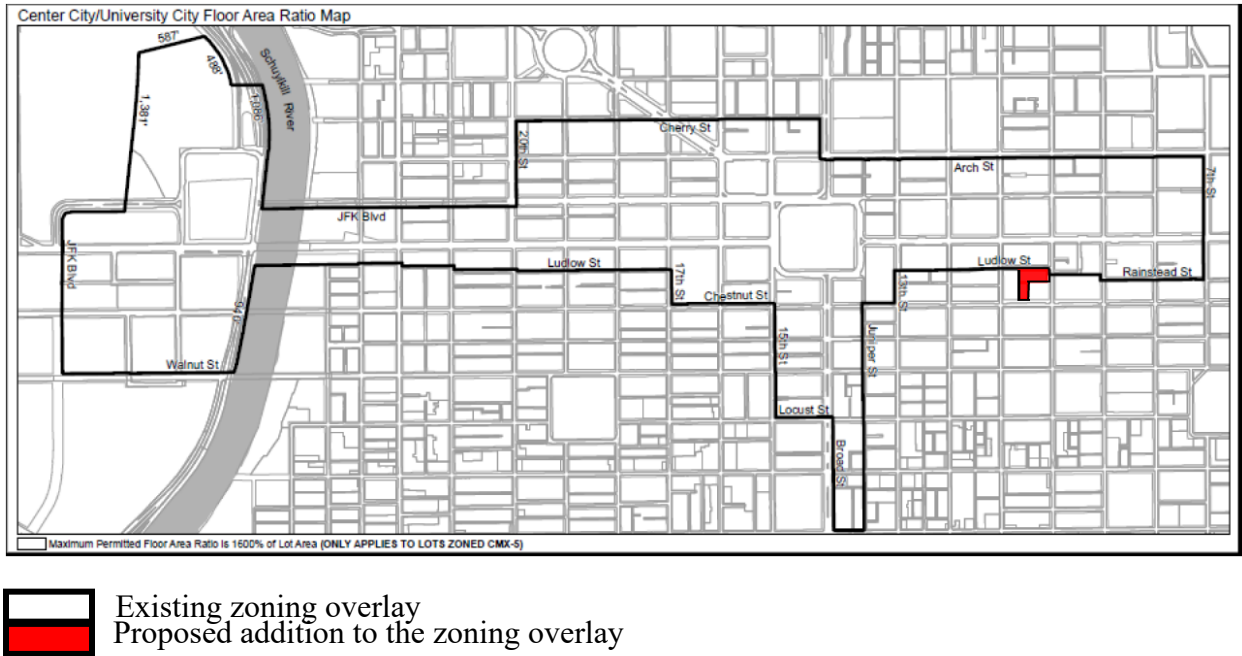 Center City/University City Floor Area Ratio Map
587'
488'
1,381'
1,086'
Schuylkill River
Cherry St
20th St
Arch St
7th St
JFK Blvd
JFK Blvd
Ludlow St
Ludlow St
Rainstead St
17th St
13th St
Chestnut St
940'
15th St
Juniper St
Walnut St
Locust St
Broad St
Maximum Permitted Floor Area Ratio is 1600% of Lot Area (ONLY APPLIES TO LOTS ZONED CMX-5)
Existing zoning overlay
Proposed addition to the zoning overlay